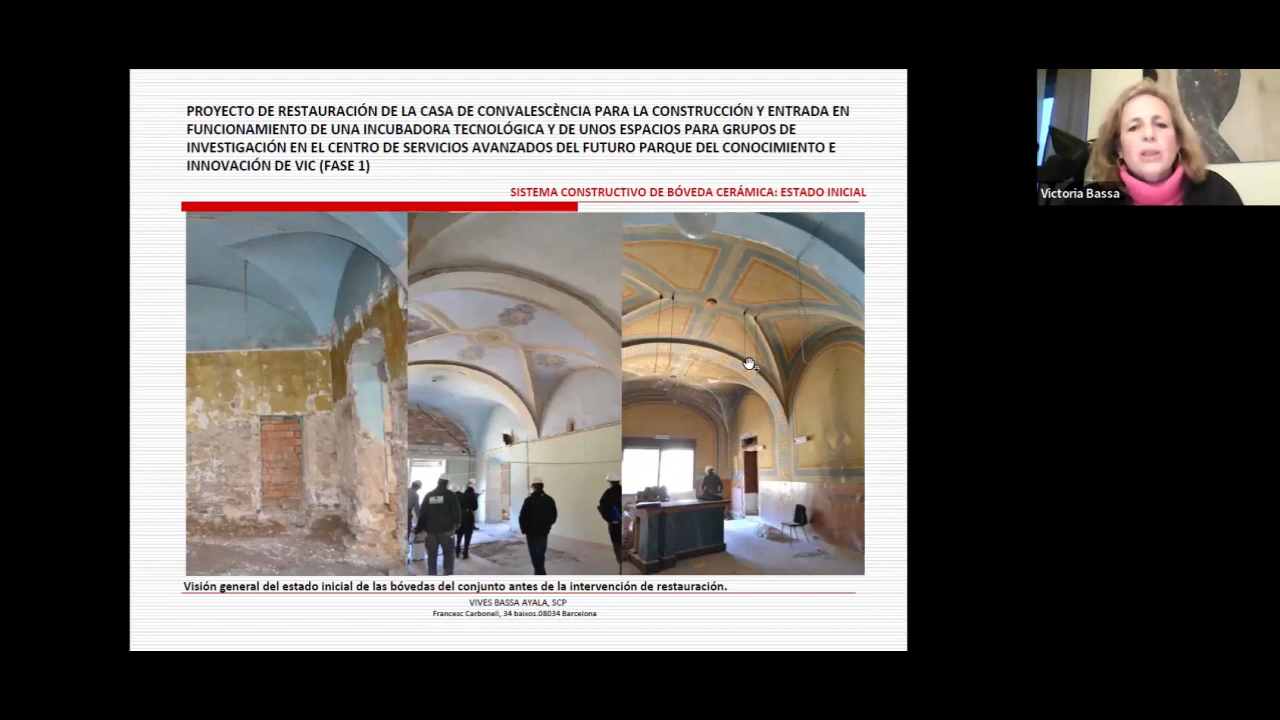 PROYECTO DE RESTAURACIÓN DE LA CASA DE CONVALESCÈNCIA PARA LA CONSTRUCCIÓN Y ENTRADA EN
FUNCIONAMIENTO DE UNA INCUBADORA TECNOLÓGICA Y DE UNOS ESPACIOS PARA GRUPOS DE
INVESTIGACIÓN EN EL CENTRO DE SERVICIOS AVANZADOS DEL FUTURO PARQUE DEL CONOCIMIENTO E
INNOVACIÓN DE VIC (FASE 1)
SISTEMA CONSTRUCTIVO DE BÓVEDA CERÁMICA: ESTADO INICIAL
Victoria Bassa
Visión general del estado inicial de las bóvedas del conjunto antes de la intervención de restauración.
VIVES BASSA AYALA, SCP
Francesc Carbonell, 34 baixos.08034 Barcelona